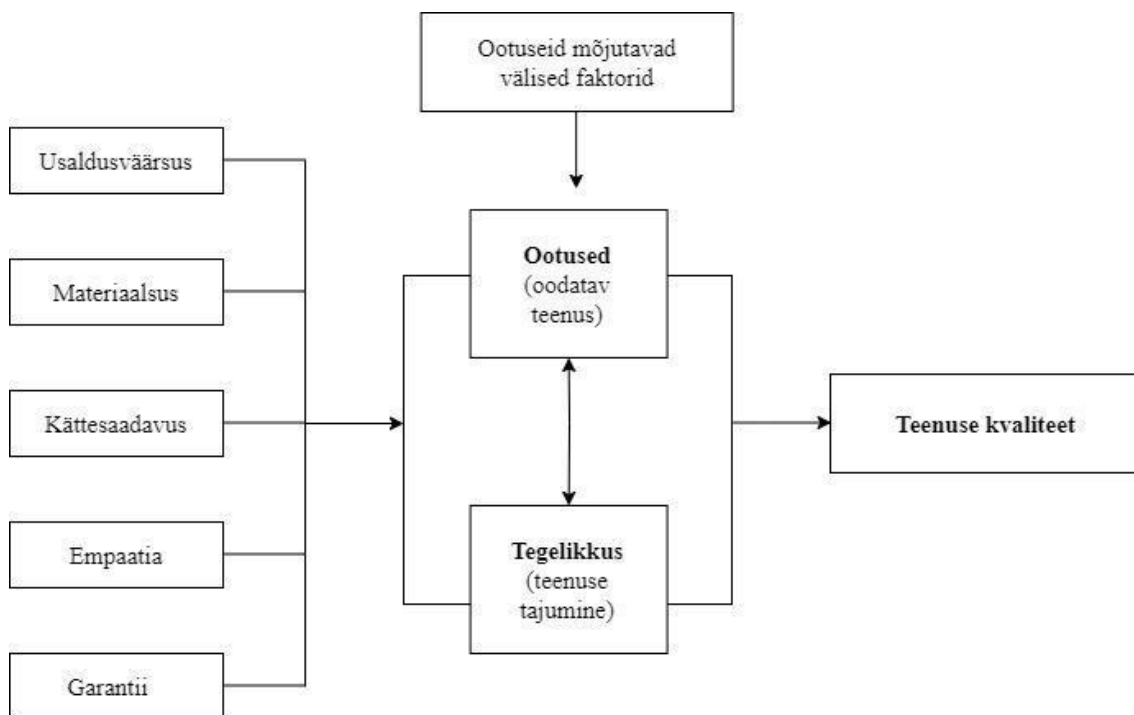 Ootuseid mõjutavad
välised faktorid
Usaldusväärsus
Materiaalsus
Kättesaadavus
Empaatia
Garantii
Ootused
(oodatav
teenus)
Tegelikkus
(teenuse
tajumine)
Teenuse kvaliteet